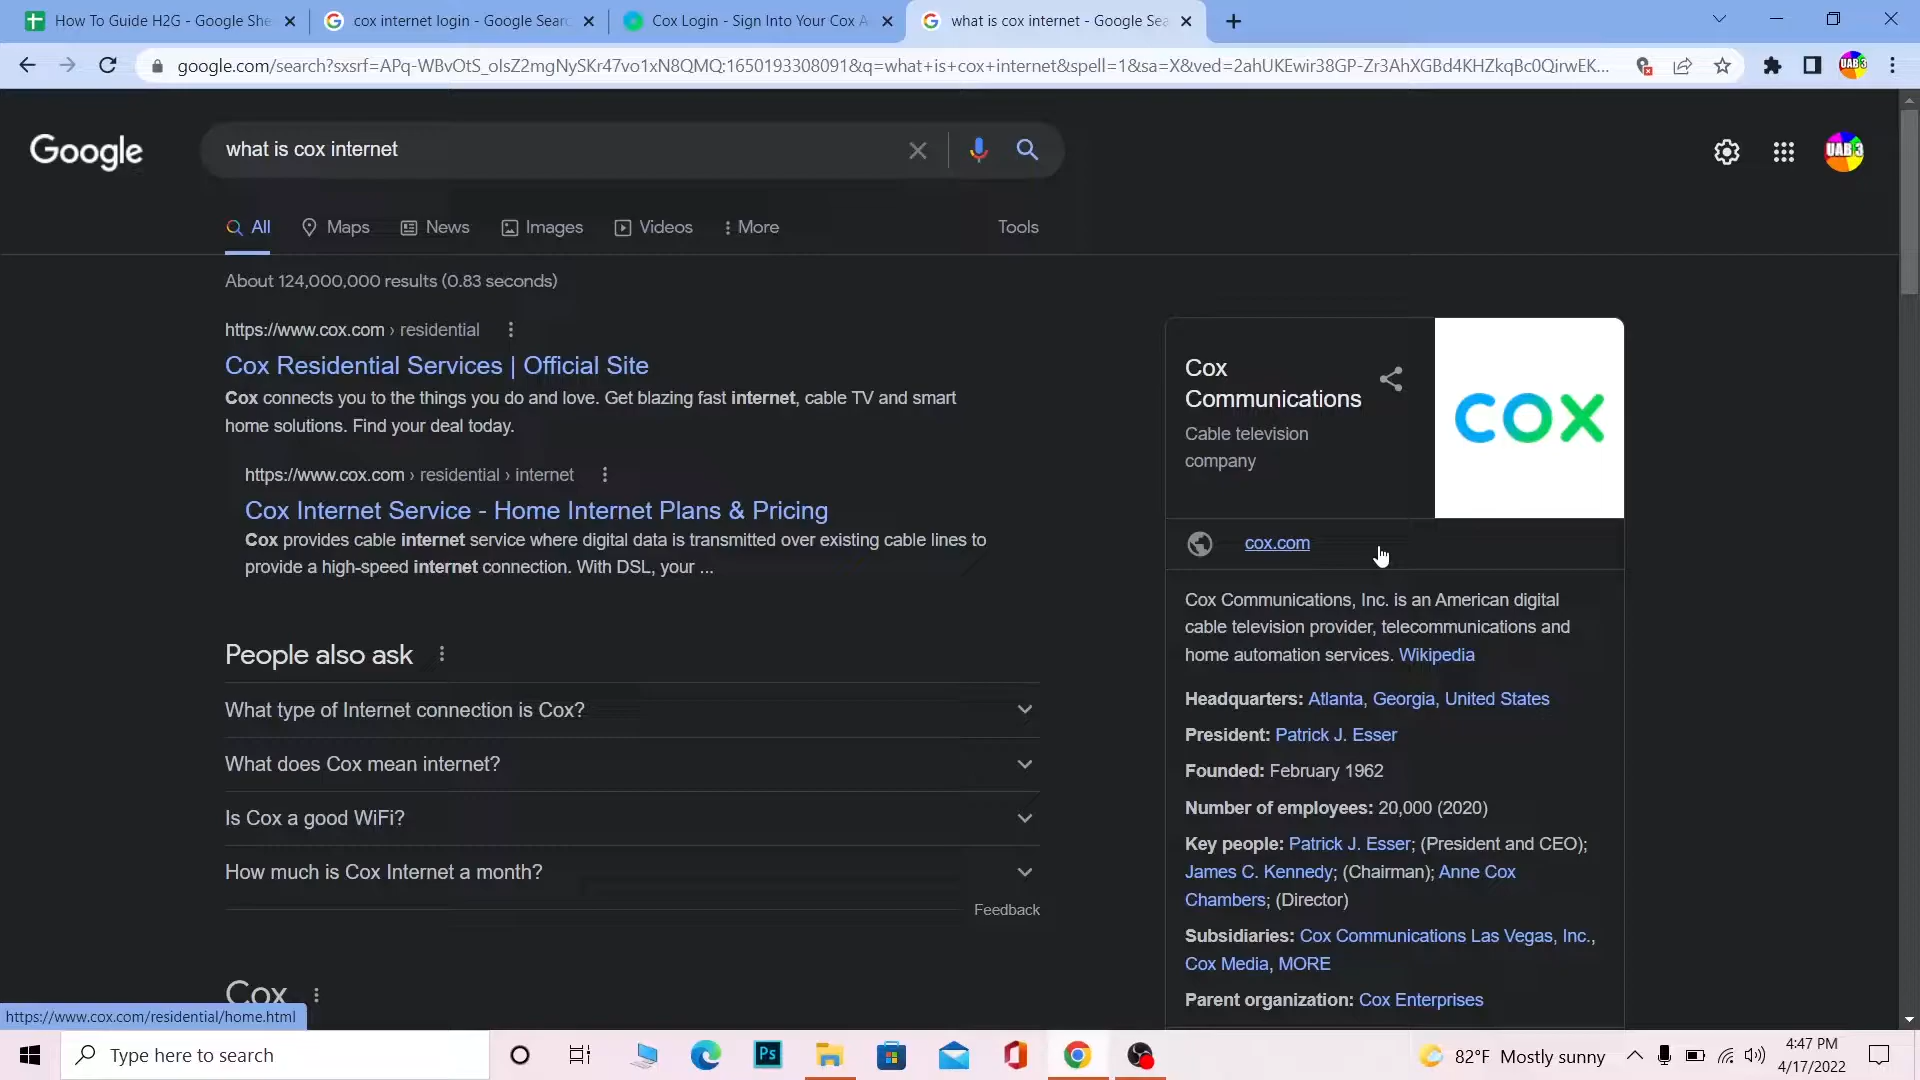 How To Guide H2G - Google She
cox internet login - Google Searc
Cox Login - Sign Into Your Cox A
what is cox internet - Google Sea
google.com/search?sxsrf=APq-WBvOtS_oIsZ2mgNySKr47vo1xN8QMQ:1650193308091&q=what+is+cox+internet&spell=1&sa=X&ved=2ahUKEwir38GP-Zr3AhXGBd4KHZkqBc0QirwEK...
UAB 3
Google
what is cox internet
UAB 3
All
Maps
News
Images
Videos
More
Tools
About 124,000,000 results (0.83 seconds)
https://www.cox.com › residential
Cox Residential Services | Official Site
Cox connects you to the things you do and love. Get blazing fast internet, cable TV and smart
home solutions. Find your deal today.
https://www.cox.com › residential › internet
Cox Internet Service - Home Internet Plans & Pricing
Cox provides cable internet service where digital data is transmitted over existing cable lines to
provide a high-speed internet connection. With DSL, your ...
People also ask
What type of Internet connection is Cox?
What does Cox mean internet?
Is Cox a good WiFi?
How much is Cox Internet a month?
Feedback
Cox
Cox
Communications
Cable television
company
COX
cox.com
Cox Communications, Inc. is an American digital
cable television provider, telecommunications and
home automation services. Wikipedia
Headquarters: Atlanta, Georgia, United States
President: Patrick J. Esser
Founded: February 1962
Number of employees: 20,000 (2020)
Key people: Patrick J. Esser; (President and CEO);
James C. Kennedy; (Chairman); Anne Cox
Chambers; (Director)
Subsidiaries: Cox Communications Las Vegas, Inc.,
Cox Media, MORE
Parent organization: Cox Enterprises
https://www.cox.com/residential/home.html
Type here to search
Ps
82°F Mostly sunny
4:47 PM
4/17/2022